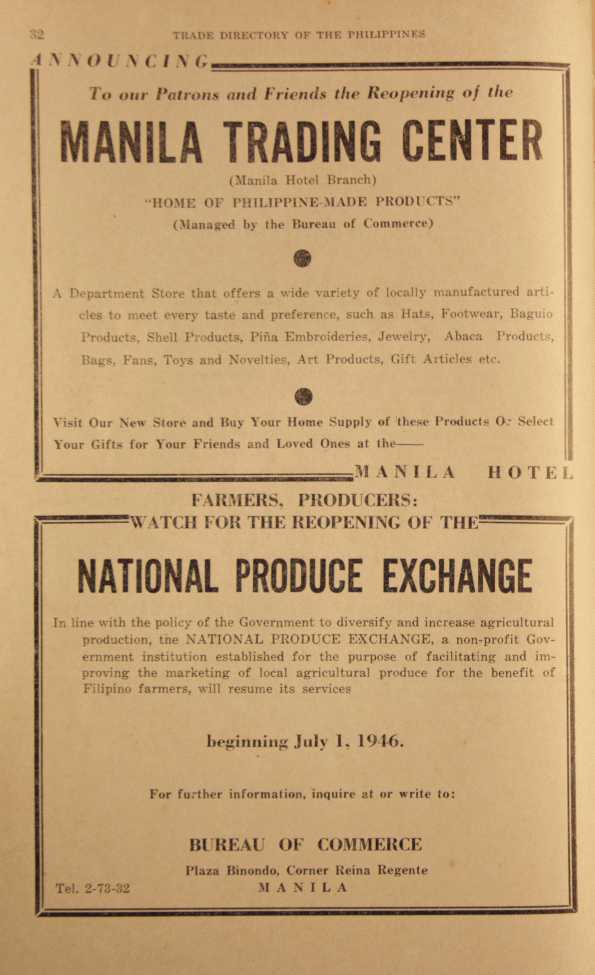 32 TRADE DIRECTORY OF THE PHILIPPINES
ANNOUNCING
To our Patrons and Friends the Reopening of the
MANILA TRADING CENTER
(Manila Hotel Branch)
"HOME OF PHILIPPINE-MADE PRODUCTS"
(Managed by the Bureau of Commerce)
A Department Store that offers a wide variety of locally manufactured arti-
cles to meet every taste and preference, such as Hats, Footwear, Baguio
Products, Shell Products, Piña Embroideries, Jewelry, Abaca Products,
Bags, Fans, Toys and Novelties, Art Products, Gift Articles etc.
Visit Our New Store and Buy Your Home Supply of these Products Or Select
Your Gifts for Your Friends and Loved Ones at the——
MANILA HOTEL
FARMERS, PRODUCERS:
WATCH FOR THE REOPENING OF THE
NATIONAL PRODUCE EXCHANGE
In line with the policy of the Government to diversify and increase agricultural
production, the NATIONAL PRODUCE EXCHANGE, a non-profit Gov-
ernment institution established for the purpose of facilitating and im-
proving the marketing of local agricultural produce for the benefit of
Filipino farmers, will resume its services
beginning July 1, 1946.
For further information, inquire at or write to:
BUREAU OF COMMERCE
Plaza Binondo, Corner Reina Regente
Tel. 2-73-32 MANILA